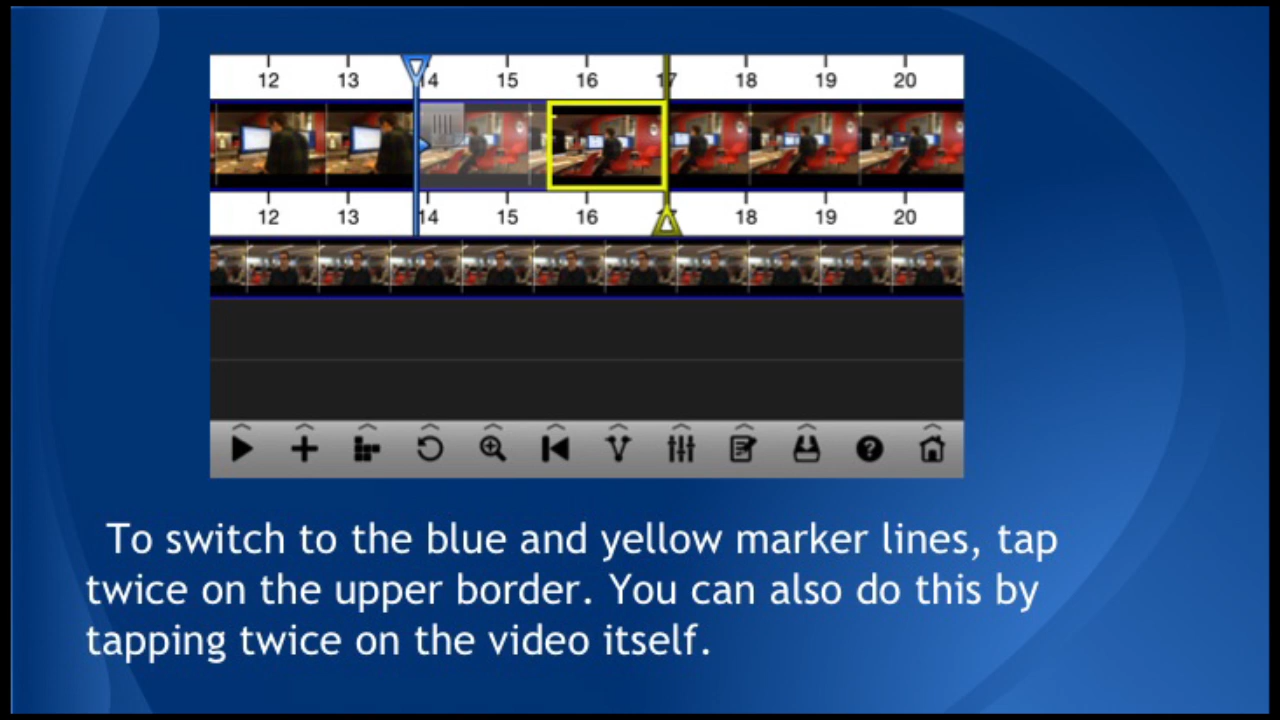 12 13 14 15 16 17 18 19 20
12 13 14 15 16 17 18 19 20
To switch to the blue and yellow marker lines, tap
twice on the upper border. You can also do this by
tapping twice on the video itself.